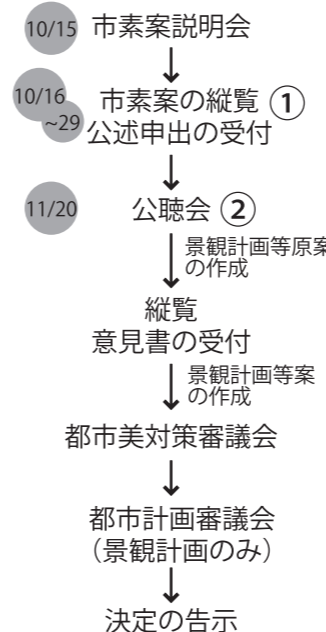 10/15 市素案説明会
10/16 市素案の縦覧 ①
~29 公述申出の受付
11/20 公聴会 ②
景観計画等原案
の作成
縦覧
意見書の受付
景観計画等案
の作成
都市美対策審議会
都市計画審議会
（景観計画のみ）
決定の告示